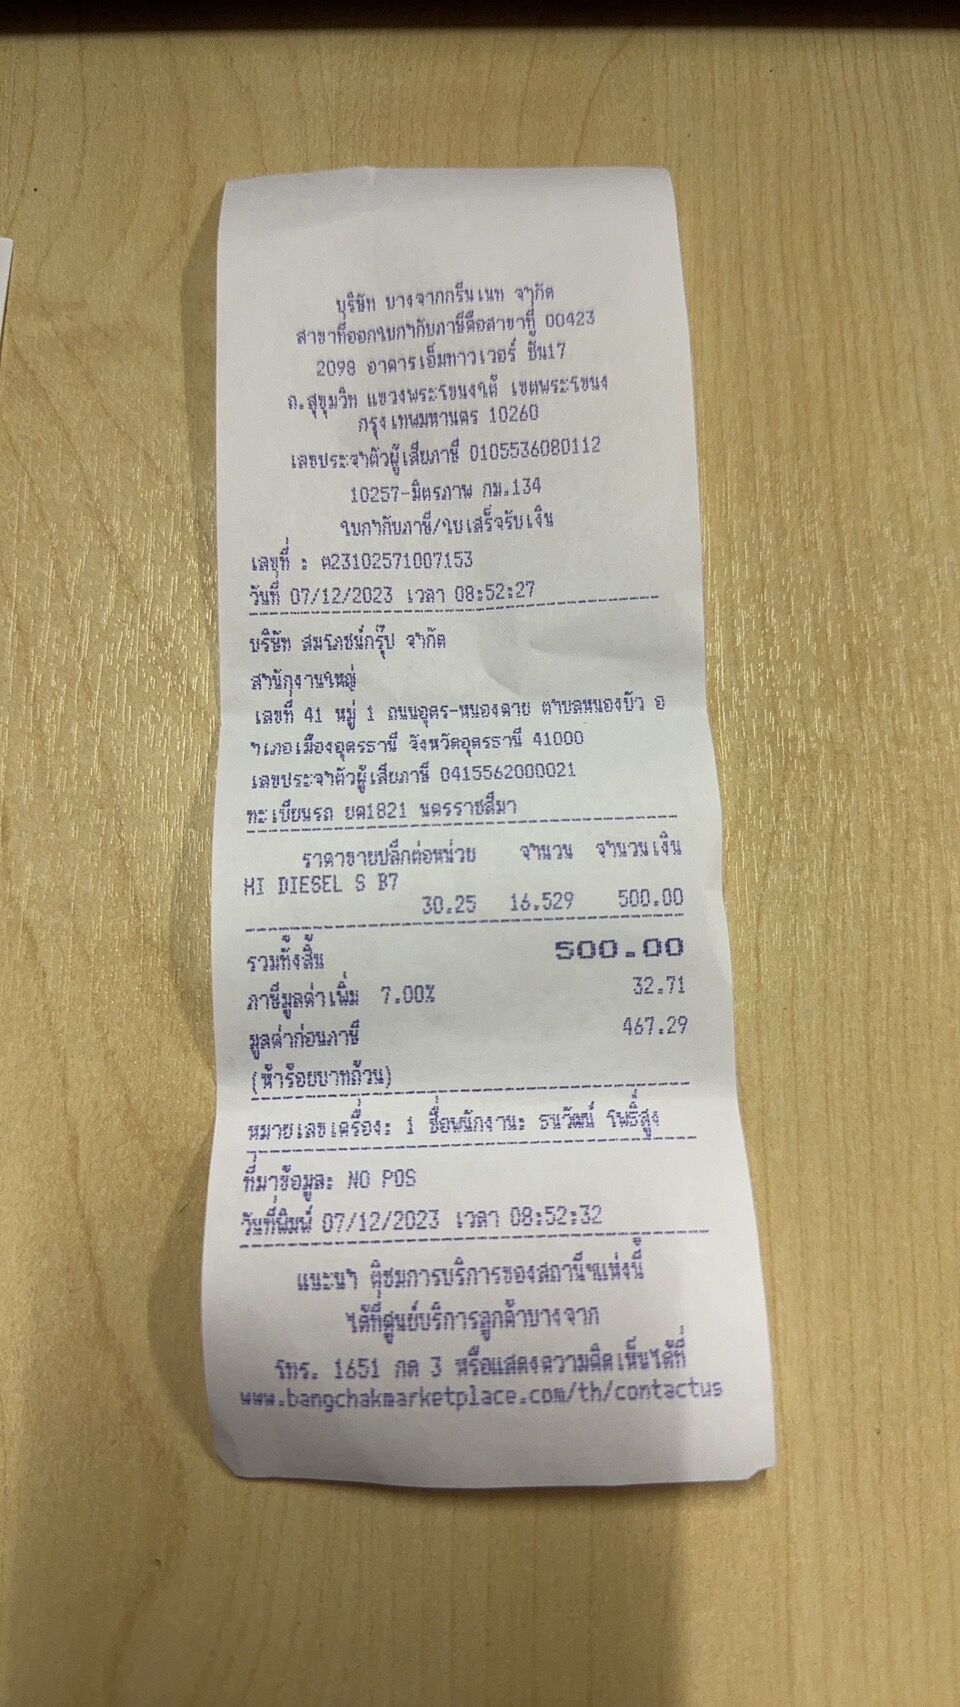 บริษัท บางจากกรีนเนท จำกัด
สาขาที่ออกใบกำกับภาษีคือสาขาที่ 00423
2098 อาคารเอ็มทาวเวอร์ ชั้น17
ถ.สุขุมวิท แขวงพระโขนงใต้ เขตพระโขนง
กรุงเทพมหานคร 10260
เลขประจำตัวผู้เสียภาษี 0105536080112
10257-มิตรภาพ กม.134
ใบกำกับภาษี/ใบเสร็จรับเงิน
เลขที่ : ต23102571007153
วันที่ 07/12/2023 เวลา 08:52:27
บริษัท สมโภชน์กรุ๊ป จำกัด
สำนักงานใหญ่
เลขที่ 41 หมู่ 1 ถนนอุดร-หนองคาย ตำบลหนองบัว อ
ำเภอเมืองอุดรธานี จังหวัดอุดรธานี 41000
เลขประจำตัวผู้เสียภาษี 0415562000021
ทะเบียนรถ ยด1821 นครราชสีมา
ราคาขายปลีกต่อหน่วย จำนวน จำนวนเงิน
HI DIESEL S B7
30.25 16.529 500.00
รวมทั้งสิ้น 500.00
ภาษีมูลค่าเพิ่ม 7.00% 32.71
มูลค่าก่อนภาษี 467.29
(ห้าร้อยบาทถ้วน)
หมายเลขเครื่อง: 1 ชื่อพนักงาน: ธนวัฒน์ โพธิ์สูง
ที่มาข้อมูล: NO POS
วันที่พิมพ์ 07/12/2023 เวลา 08:52:32
แนะนำ ติชมการบริการของสถานีฯแห่งนี้
ได้ที่ศูนย์บริการลูกค้าบางจาก
โทร. 1651 กด 3 หรือแสดงความคิดเห็นได้ที่
www.bangchakmarketplace.com/th/contactus